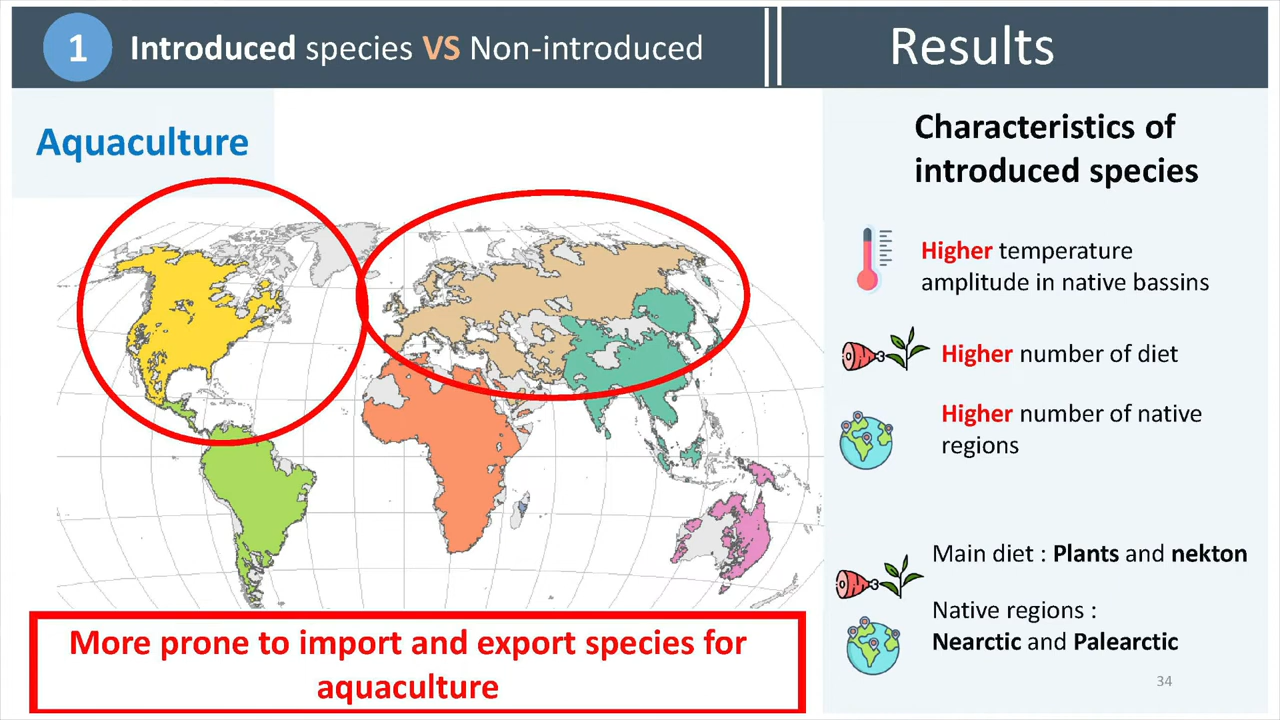 1
Introduced species VS Non-introduced
Results
Aquaculture
Characteristics of
introduced species
Higher temperature
amplitude in native bassins
Higher number of diet
Higher number of native
regions
Main diet : Plants and nekton
Native regions :
Nearctic and Palearctic
More prone to import and export species for
aquaculture
34